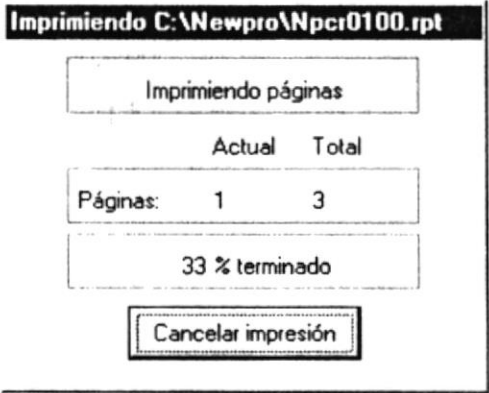 Imprimiendo C:\Newpro\Npcr0100.rpt
Imprimiendo páginas
Actual Total
Páginas: 1 3
33 % terminado
Cancelar impresión